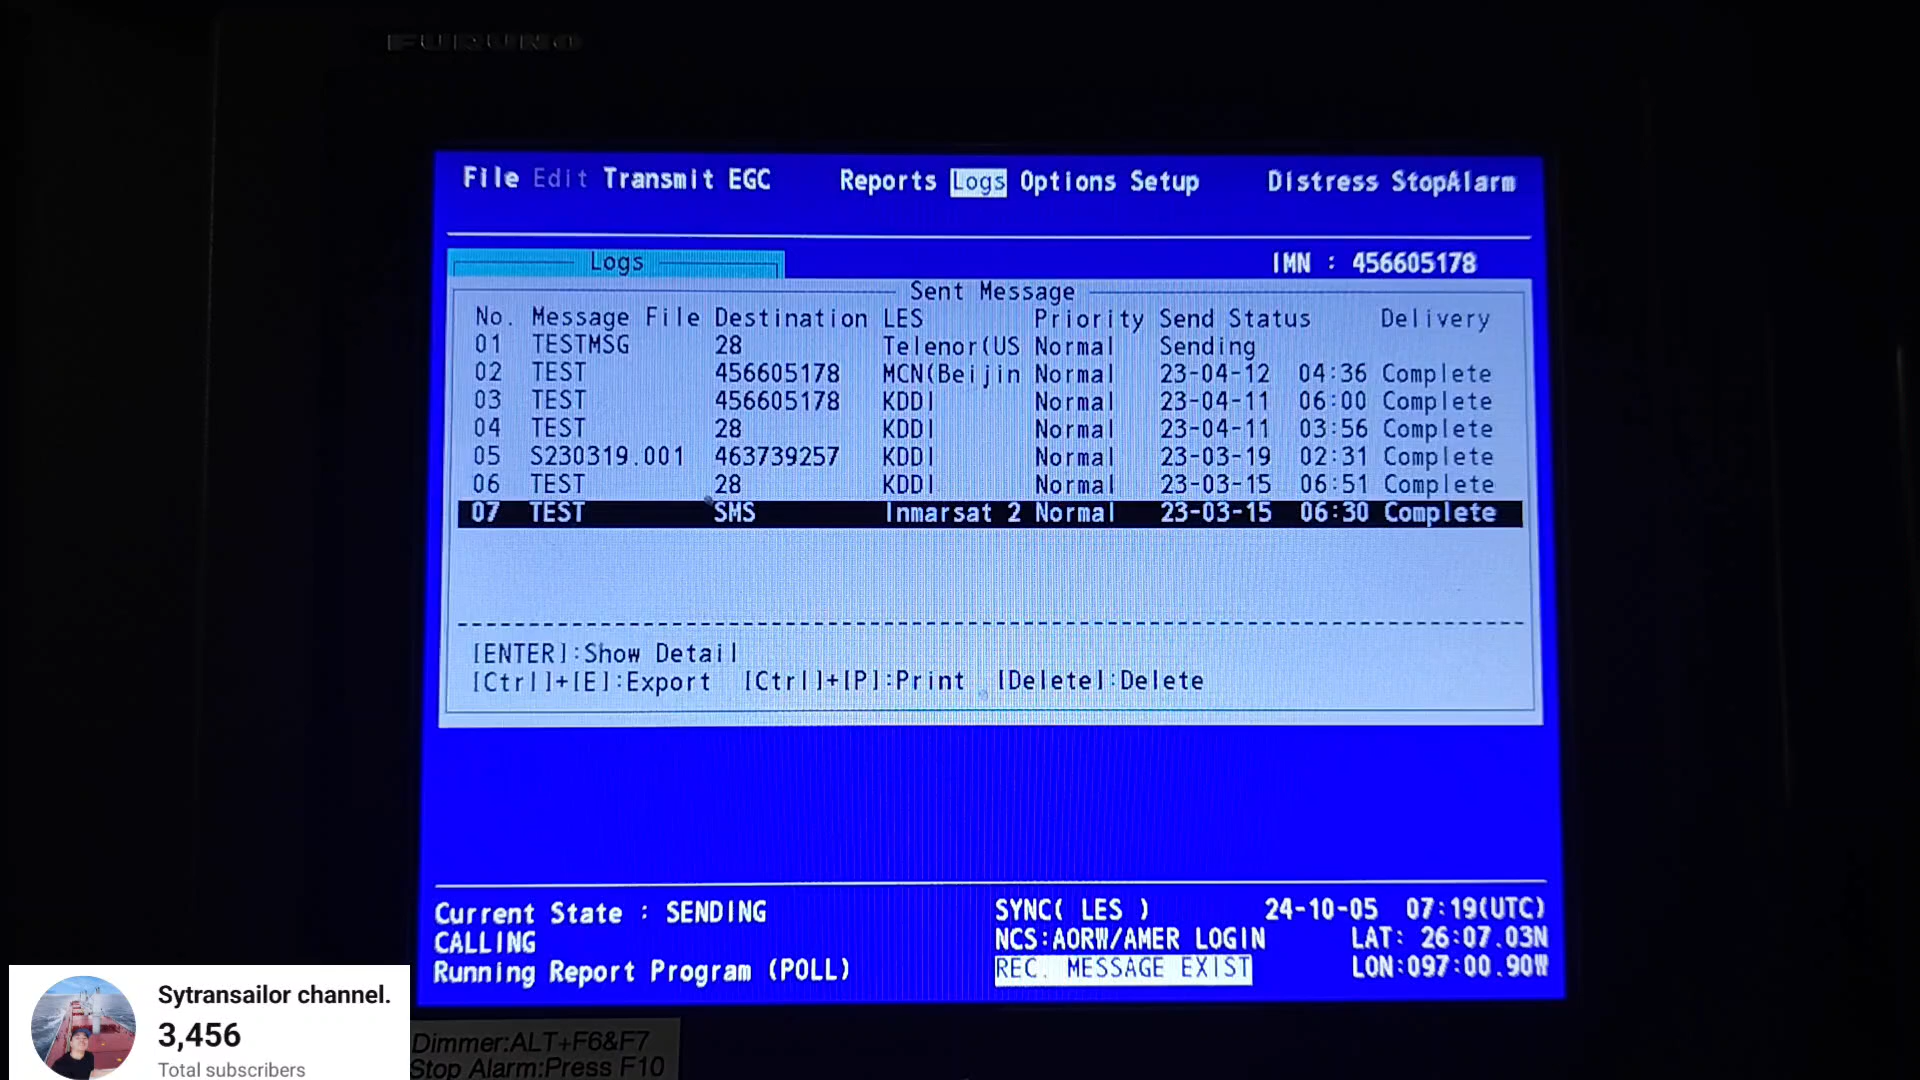 FURUNO
File Edit Transmit EGC Reports Logs Options Setup Distress StopAlarm
Logs IMN : 456605178
Sent Message
No. Message File Destination LES Priority Send Status Delivery
01 TESTMSG 28 Telenor(US Normal Sending
02 TEST 456605178 MCN(Beijin Normal 23-04-12 04:36 Complete
03 TEST 456605178 KDDI Normal 23-04-11 06:00 Complete
04 TEST 28 KDDI Normal 23-04-11 03:56 Complete
05 S230319.001 463739257 KDDI Normal 23-03-19 02:31 Complete
06 TEST 28 KDDI Normal 23-03-15 06:51 Complete
07 TEST SMS Inmarsat 2 Normal 23-03-15 06:30 Complete
[ENTER]:Show Detail
[Ctrl]+[E]:Export [Ctrl]+[P]:Print [Delete]:Delete
Current State : SENDING SYNC( LES ) 24-10-05 07:19(UTC)
CALLING NCS:AORW/AMER LOGIN LAT: 26:07.03N
Running Report Program (POLL) REC. MESSAGE EXIST LON:097:00.90W
Sytransailor channel.
3,456
Total subscribers
Dimmer:ALT+F6&F7
Stop Alarm:Press F10